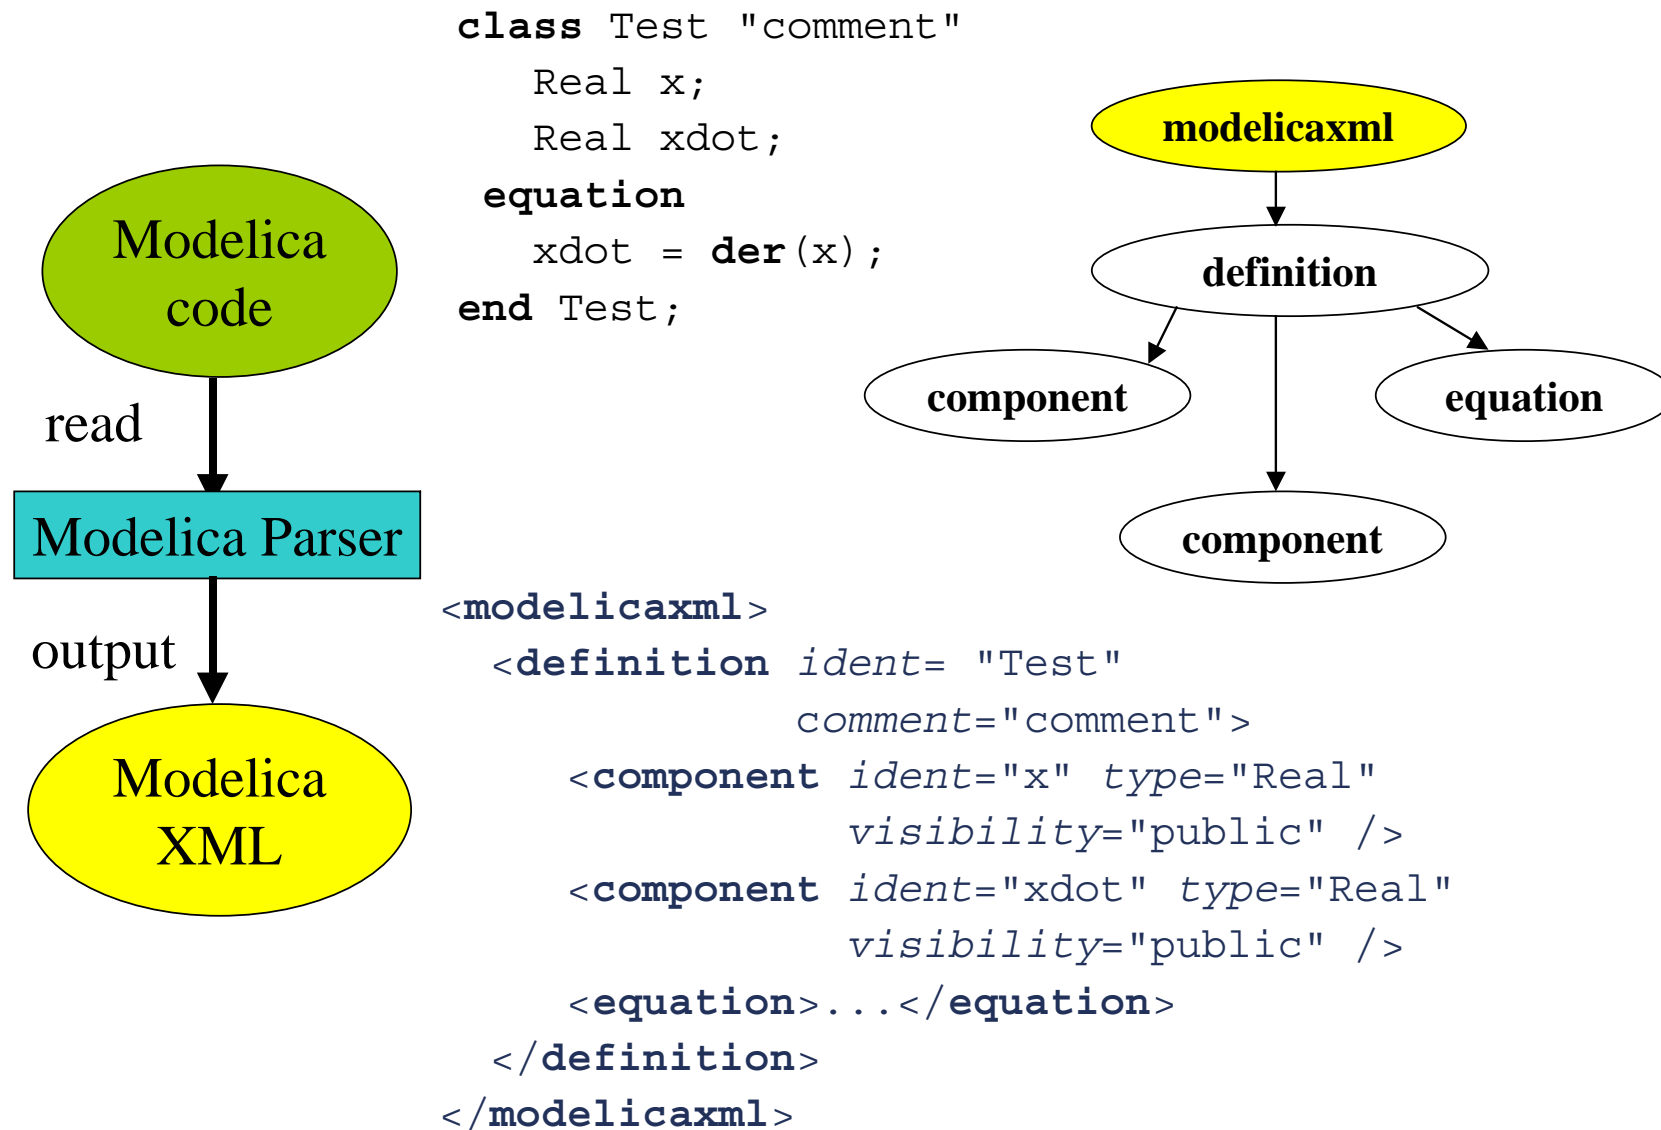 class Test "comment"
Real x;
Real xdot;
equation
xdot = der(x);
end Test;
Modelica
code
read
Modelica Parser
output
Modelica
XML
modelicaxml
definition
component
equation
component
<modelicaxml>
<definition ident= "Test"
comment="comment">
<component ident="x" type="Real"
visibility="public" />
<component ident="xdot" type="Real"
visibility="public" />
<equation>...</equation>
</definition>
</modelicaxml>